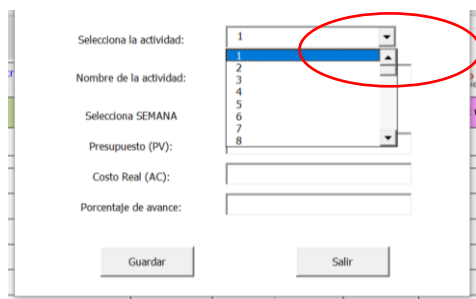 Selecciona la actividad: 1
1
2
Nombre de la actividad: 3
4
5
Selecciona SEMANA 6
7
8
Presupuesto (PV):
Costo Real (AC):
Porcentaje de avance:
Guardar Salir